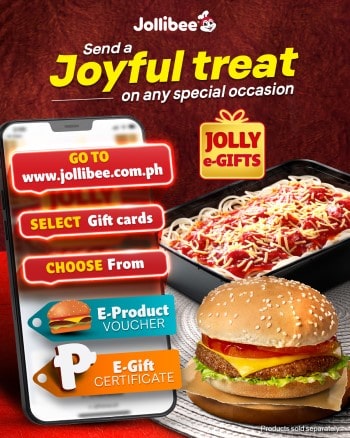 Jollibee
Send a
Joyful treat
on any special occasion
JOLLY
e-GIFTS
GO TO
www.jollibee.com.ph
SELECT Gift cards
CHOOSE From
E-Product
VOUCHER
₱
E-Gift
CERTIFICATE
Products sold separately.